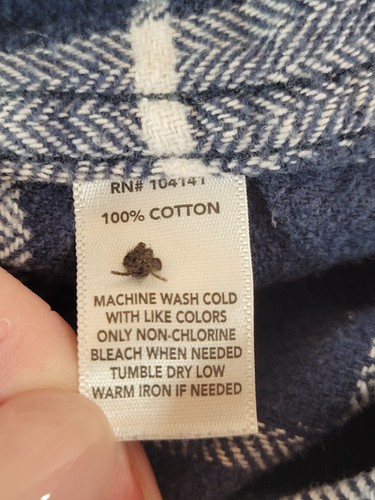 RN# 104141
100% COTTON
MACHINE WASH COLD
WITH LIKE COLORS
ONLY NON-CHLORINE
BLEACH WHEN NEEDED
TUMBLE DRY LOW
WARM IRON IF NEEDED